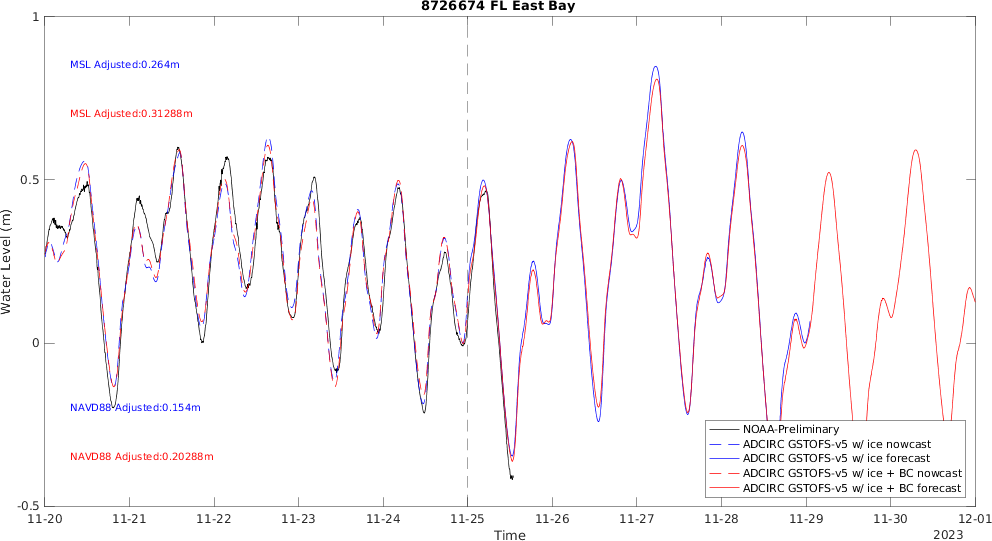 8726674 FL East Bay
1
MSL Adjusted:0.264m
MSL Adjusted:0.31288m
0.5
Water Level (m)
0
NAVD88 Adjusted:0.154m
NAVD88 Adjusted:0.20288m
NOAA-Preliminary
ADCIRC GSTOFS-v5 w/ ice nowcast
ADCIRC GSTOFS-v5 w/ ice forecast
ADCIRC GSTOFS-v5 w/ ice + BC nowcast
ADCIRC GSTOFS-v5 w/ ice + BC forecast
-0.5
11-20 11-21 11-22 11-23 11-24 11-25 11-26 11-27 11-28 11-29 11-30 12-01
Time
2023